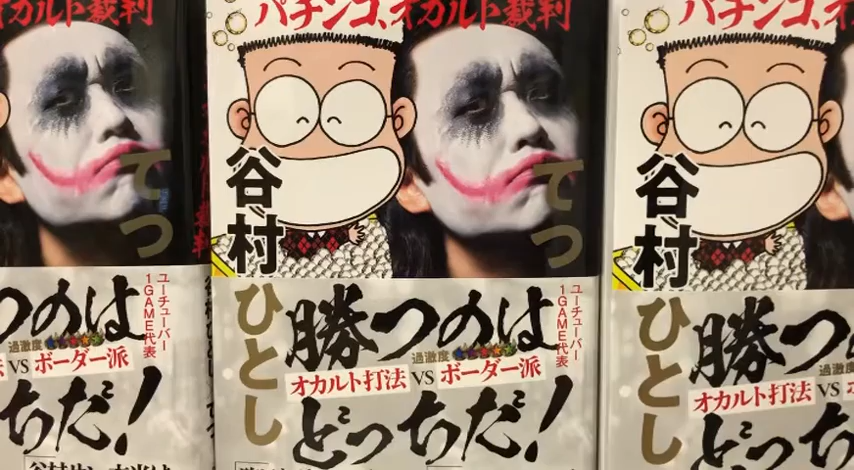 パチンコ、オカルト裁判
谷村
ひとし
てつ
ユーチューバー
1GAME代表
勝つのは
過激度
オカルト打法 VS ボーダー派
どっちだ！